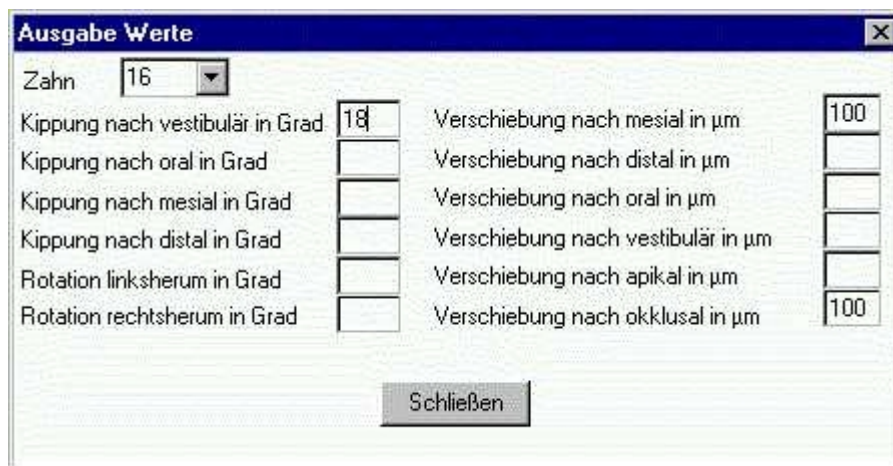 Ausgabe Werte
Zahn 16
Kippung nach vestibulär in Grad 18 Verschiebung nach mesial in µm 100
Kippung nach oral in Grad Verschiebung nach distal in µm
Kippung nach mesial in Grad Verschiebung nach oral in µm
Kippung nach distal in Grad Verschiebung nach vestibulär in µm
Rotation linksherum in Grad Verschiebung nach apikal in µm
Rotation rechtsherum in Grad Verschiebung nach okklusal in µm 100
Schließen